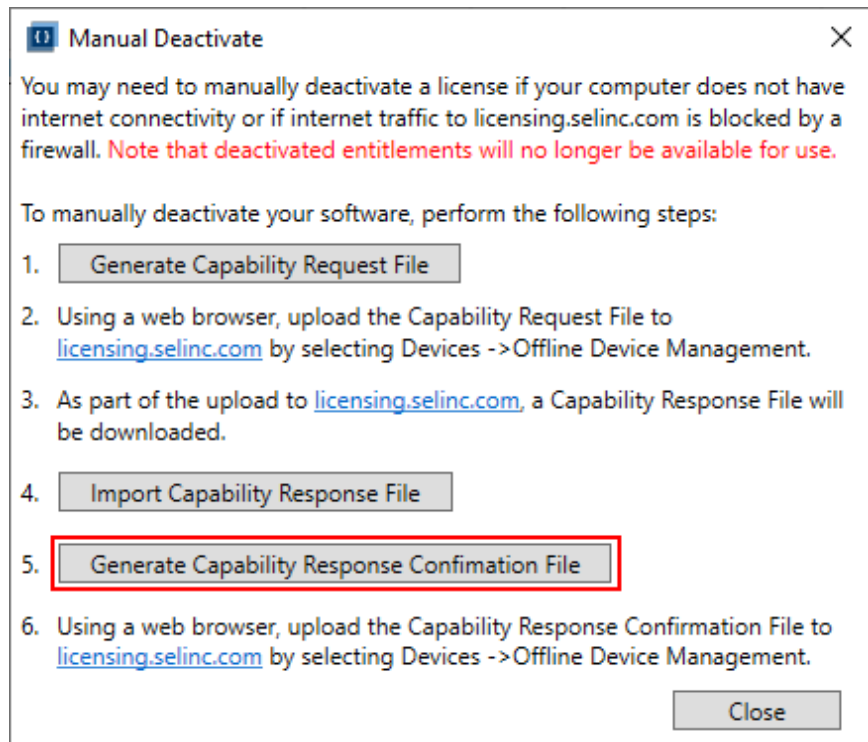 Manual Deactivate
You may need to manually deactivate a license if your computer does not have
internet connectivity or if internet traffic to licensing.selinc.com is blocked by a
firewall. Note that deactivated entitlements will no longer be available for use.
To manually deactivate your software, perform the following steps:
1. Generate Capability Request File
2. Using a web browser, upload the Capability Request File to
licensing.selinc.com by selecting Devices ->Offline Device Management.
3. As part of the upload to licensing.selinc.com, a Capability Response File will
be downloaded.
4. Import Capability Response File
5. Generate Capability Response Confimation File
6. Using a web browser, upload the Capability Response Confirmation File to
licensing.selinc.com by selecting Devices ->Offline Device Management.
Close